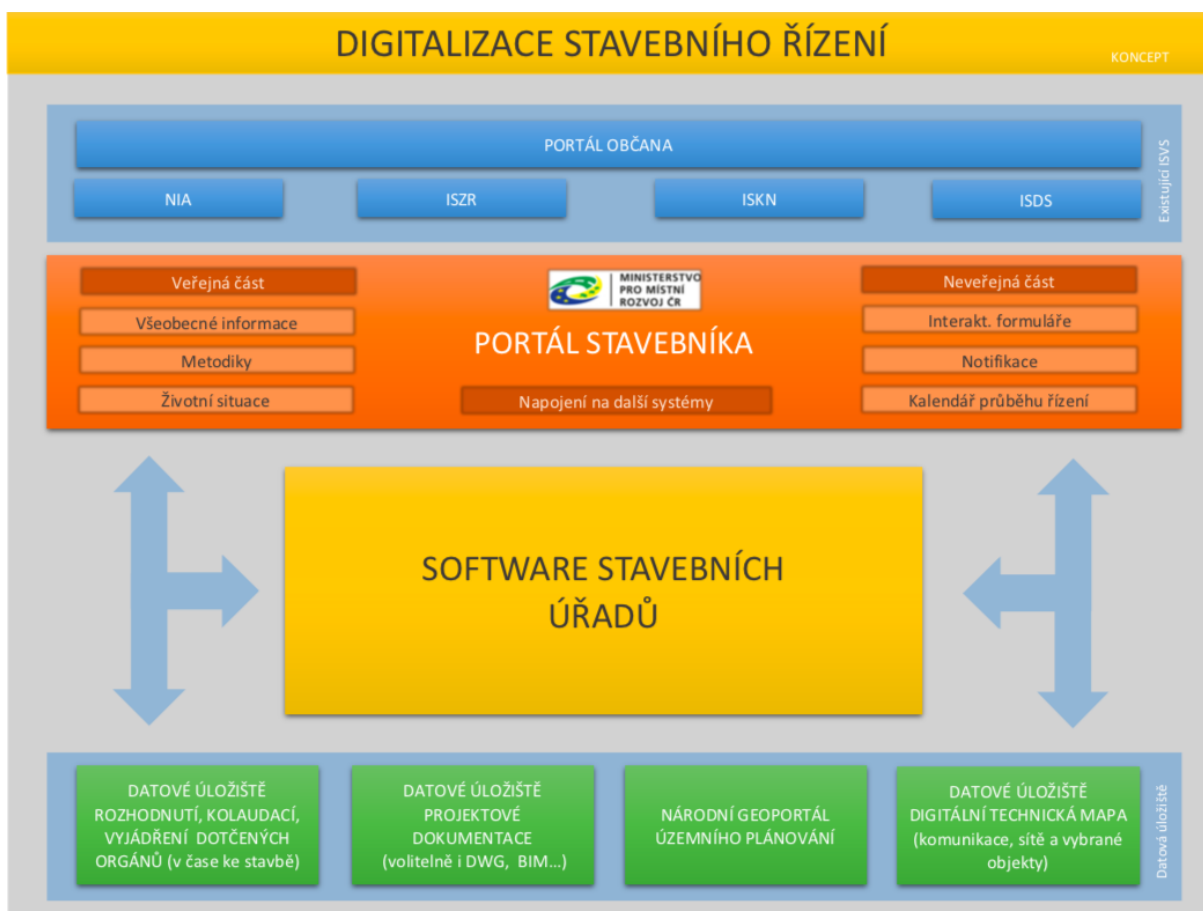 DIGITALIZACE STAVEBNÍHO ŘÍZENÍ
KONCEPT
PORTÁL OBČANA
NIA
ISZR
ISKN
ISDS
Existující ISVS
Veřejná část
Všeobecné informace
Metodiky
Životní situace
MINISTERSTVO
PRO MÍSTNÍ
ROZVOJ ČR
PORTÁL STAVEBNÍKA
Napojení na další systémy
Neveřejná část
Interakt. formuláře
Notifikace
Kalendář průběhu řízení
SOFTWARE STAVEBNÍCH
ÚŘADŮ
DATOVÉ ÚLOŽIŠTĚ
ROZHODNUTÍ, KOLAUDACÍ,
VYJÁDŘENÍ DOTČENÝCH
ORGÁNŮ (v čase ke stavbě)
DATOVÉ ÚLOŽIŠTĚ
PROJEKTOVÉ
DOKUMENTACE
(volitelně i DWG, BIM...)
NÁRODNÍ GEOPORTÁL
ÚZEMNÍHO PLÁNOVÁNÍ
DATOVÉ ÚLOŽIŠTĚ
DIGITÁLNÍ TECHNICKÁ MAPA
(komunikace, sítě a vybrané
objekty)
Datová úložiště